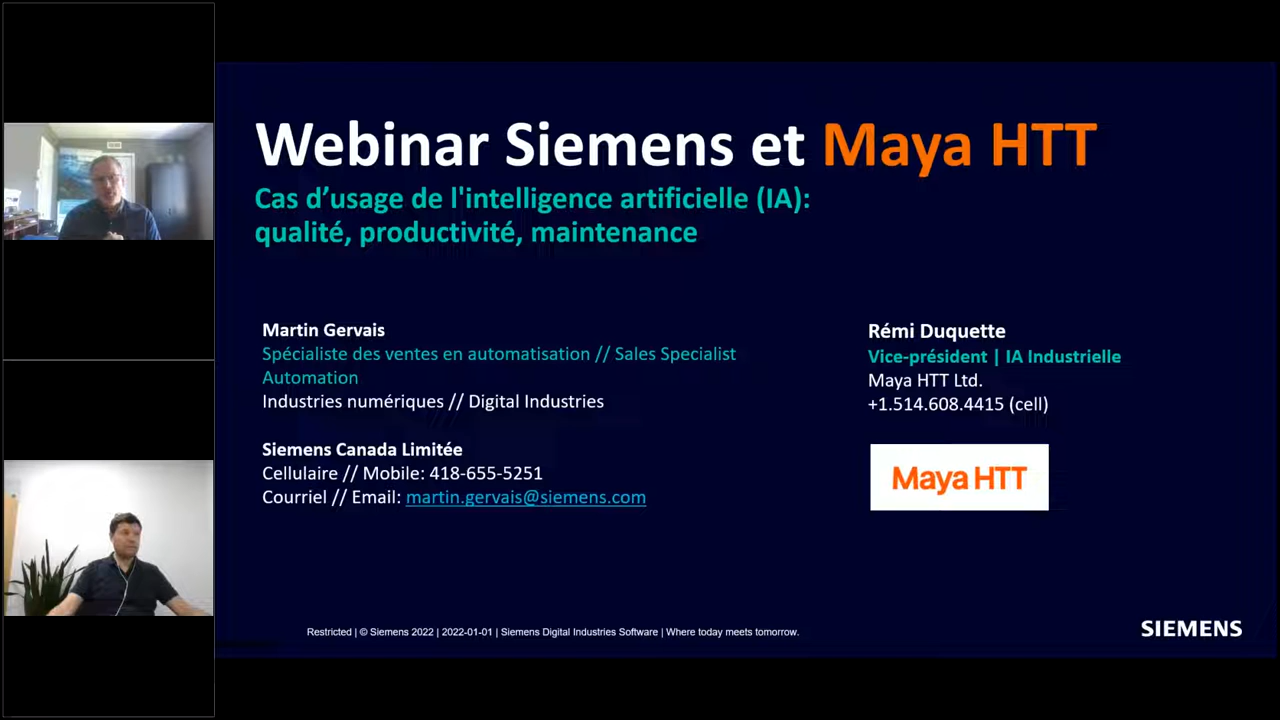 Webinar Siemens et Maya HTT
Cas d’usage de l'intelligence artificielle (IA):
qualité, productivité, maintenance
Martin Gervais
Spécialiste des ventes en automatisation // Sales Specialist
Automation
Industries numériques // Digital Industries
Siemens Canada Limitée
Cellulaire // Mobile: 418-655-5251
Courriel // Email: martin.gervais@siemens.com
Rémi Duquette
Vice-président | IA Industrielle
Maya HTT Ltd.
+1.514.608.4415 (cell)
Maya HTT
Restricted | © Siemens 2022 | 2022-01-01 | Siemens Digital Industries Software | Where today meets tomorrow.
SIEMENS